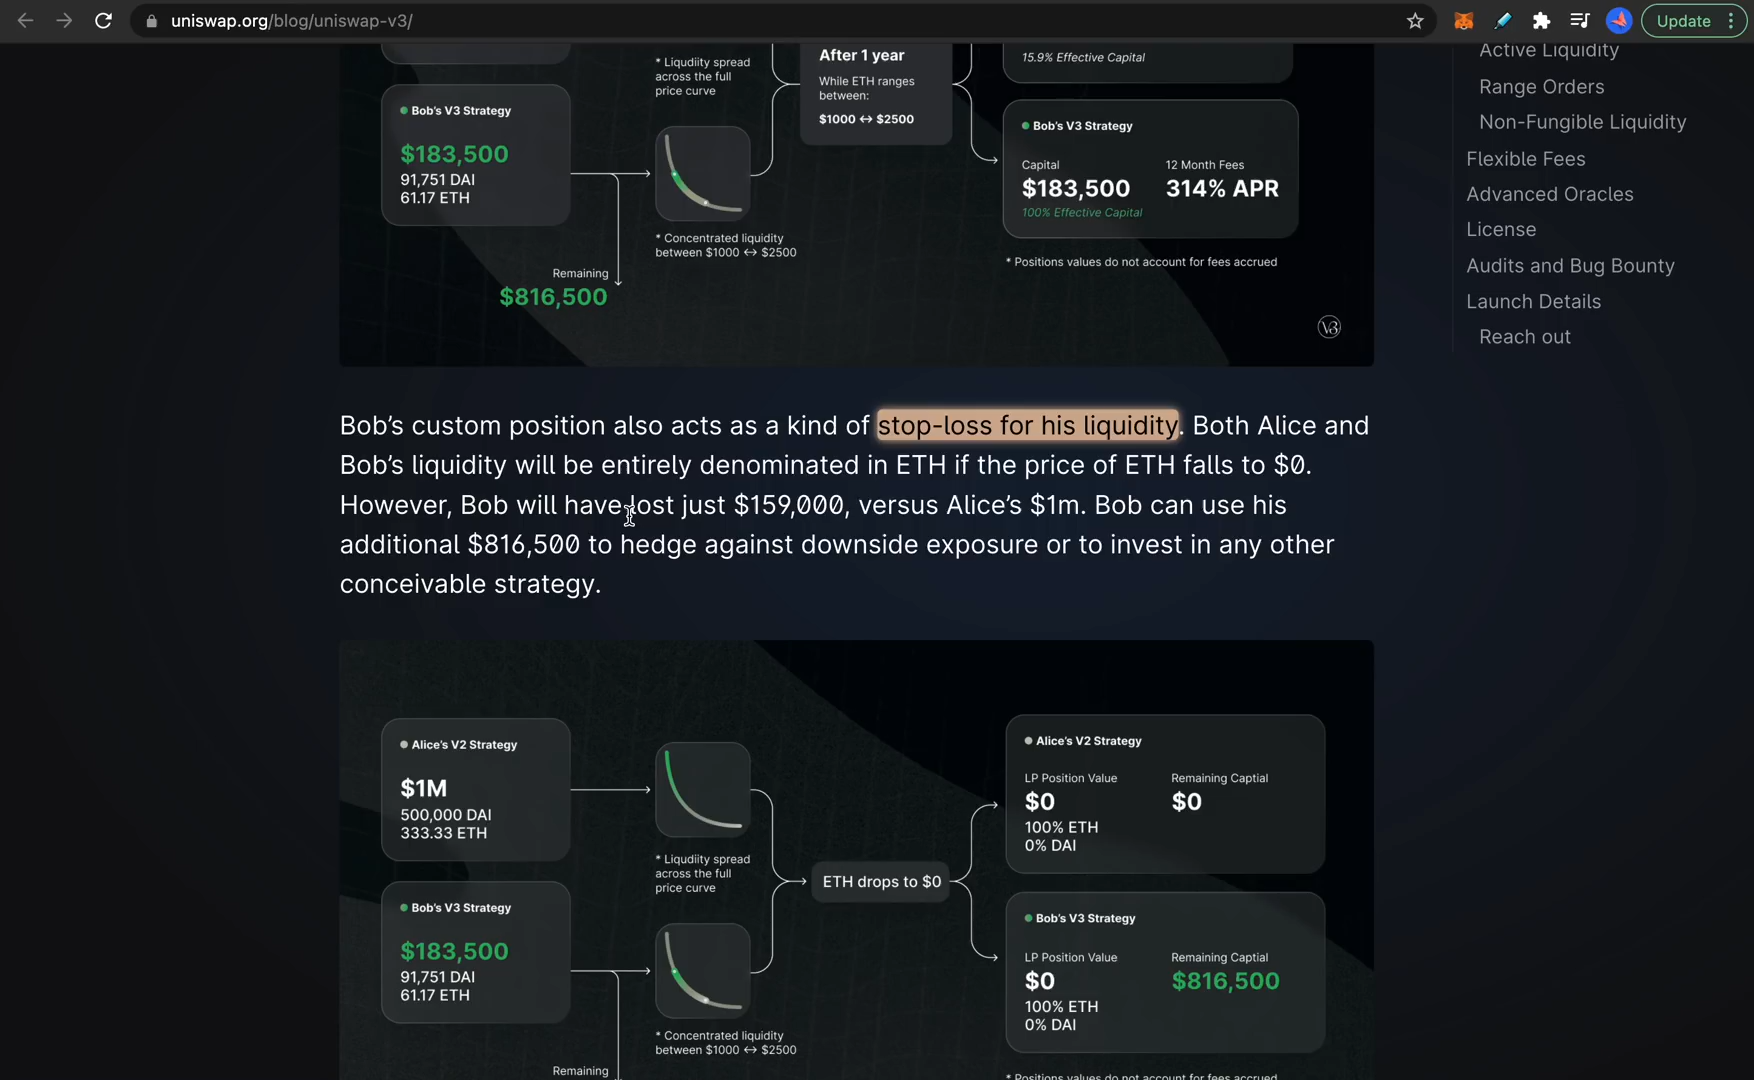 uniswap.org/blog/uniswap-v3/
Update
After 1 year
While ETH ranges
between:
$1000 ↔ $2500
* Liqudiity spread
across the full
price curve
15.9% Effective Capital
Bob's V3 Strategy
$183,500
91,751 DAI
61.17 ETH
* Concentrated liquidity
between $1000 ↔ $2500
Remaining
$816,500
Bob's V3 Strategy
Capital
$183,500
100% Effective Capital
12 Month Fees
314% APR
* Positions values do not account for fees accrued
V3
Active Liquidity
Range Orders
Non-Fungible Liquidity
Flexible Fees
Advanced Oracles
License
Audits and Bug Bounty
Launch Details
Reach out
Bob's custom position also acts as a kind of stop-loss for his liquidity. Both Alice and
Bob's liquidity will be entirely denominated in ETH if the price of ETH falls to $0.
However, Bob will have lost just $159,000, versus Alice's $1m. Bob can use his
additional $816,500 to hedge against downside exposure or to invest in any other
conceivable strategy.
Alice's V2 Strategy
$1M
500,000 DAI
333.33 ETH
* Liqudiity spread
across the full
price curve
Bob's V3 Strategy
$183,500
91,751 DAI
61.17 ETH
* Concentrated liquidity
between $1000 ↔ $2500
Remaining
ETH drops to $0
Alice's V2 Strategy
LP Position Value
$0
100% ETH
0% DAI
Remaining Captial
$0
Bob's V3 Strategy
LP Position Value
$0
100% ETH
0% DAI
Remaining Captial
$816,500
* Positions values do not account for fees accrued